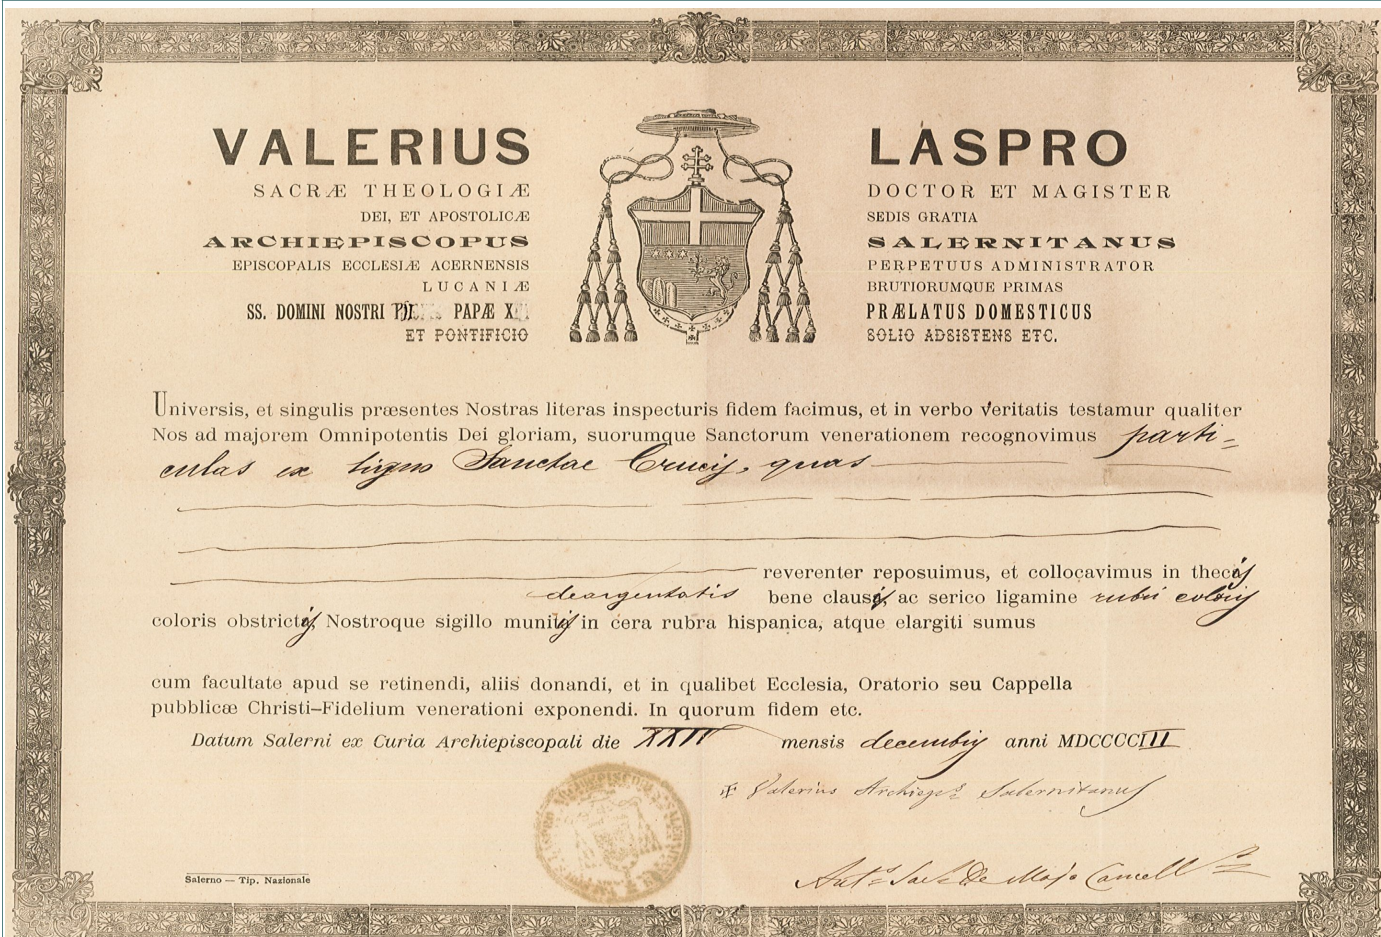 VALERIUS LASPRO
SACRÆ THEOLOGIÆ DOCTOR ET MAGISTER
DEI, ET APOSTOLICÆ SEDIS GRATIA
ARCHIEPISCOPUS SALERNITANUS
EPISCOPALIS ECCLESIÆ ACERNENSIS PERPETUUS ADMINISTRATOR
LUCANIÆ BRUTIORUMQUE PRIMAS
SS. DOMINI NOSTRI PAPÆ PRÆLATUS DOMESTICUS
ET PONTIFICIO SOLIO ADSISTENS ETC.
Universis, et singulis præsentes Nostras literas inspecturis fidem facimus, et in verbo veritatis testamur qualiter
Nos ad majorem Omnipotentis Dei gloriam, suorumque Sanctorum venerationem recognovimus parti-
culas ex ligno Sanctae Crucis, quas
reverenter reposuimus, et collocavimus in thecis
deargentatis bene clausis, ac serico ligamine rubri coloris
coloris obstrictis, Nostroque sigillo munitis in cera rubra hispanica, atque elargiti sumus
cum facultate apud se retinendi, aliis donandi, et in qualibet Ecclesia, Oratorio seu Cappella
pubblicæ Christi-Fidelium venerationi exponendi. In quorum fidem etc.
Datum Salerni ex Curia Archiepiscopali die mensis decembris anni MDCCCCIII
Valerius Archiepus Salernitanus
Salerno — Tip. Nazionale